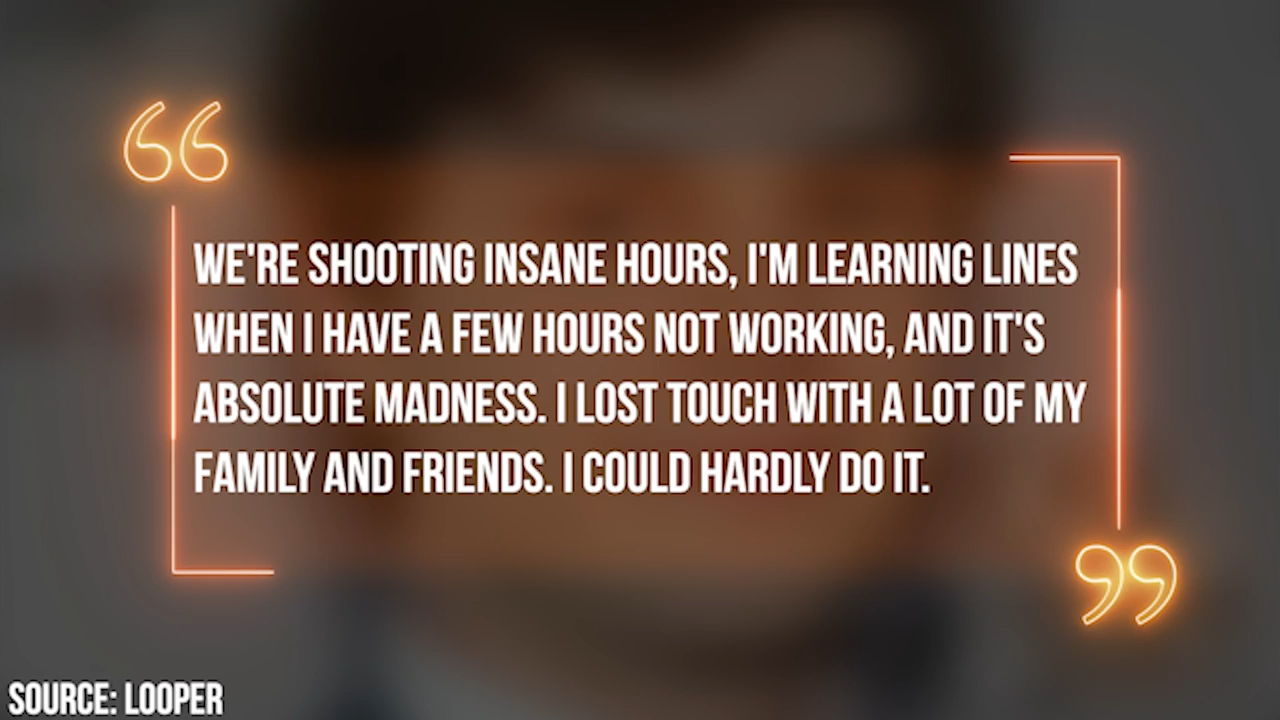 WE'RE SHOOTING INSANE HOURS, I'M LEARNING LINES
WHEN I HAVE A FEW HOURS NOT WORKING, AND IT'S
ABSOLUTE MADNESS. I LOST TOUCH WITH A LOT OF MY
FAMILY AND FRIENDS. I COULD HARDLY DO IT.
SOURCE: LOOPER